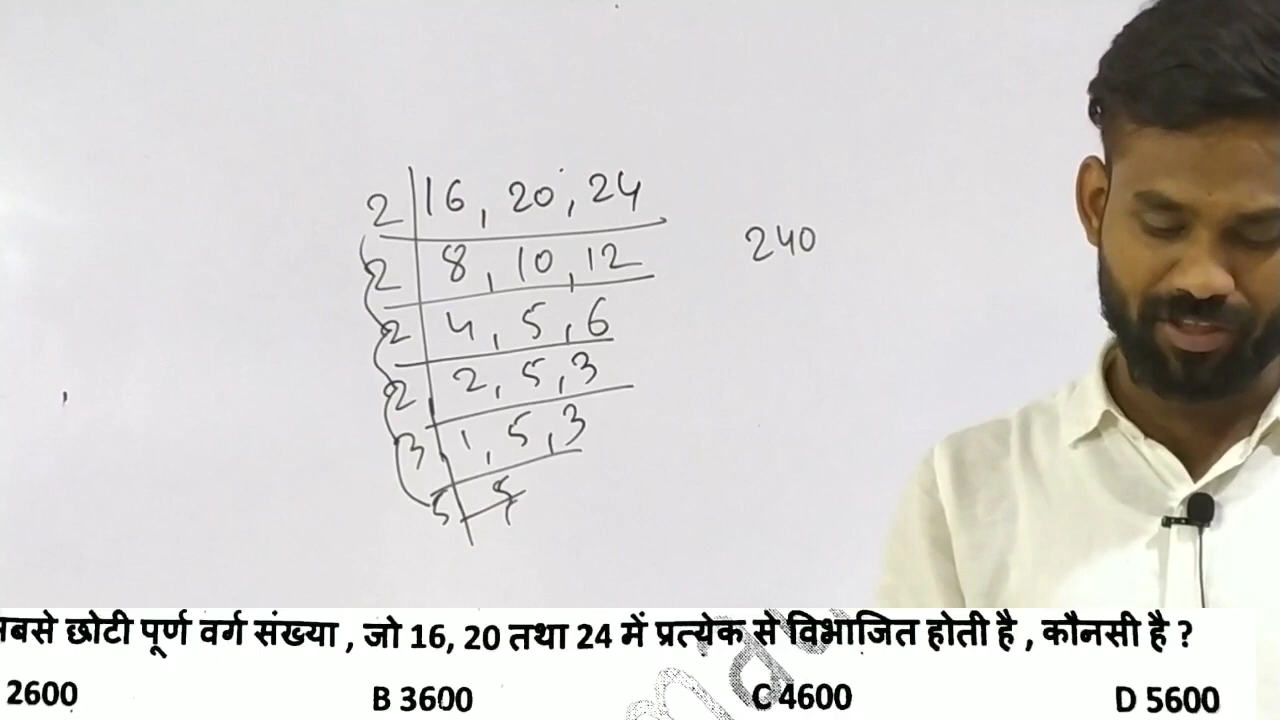 2 | 16, 20, 24
2 | 8, 10, 12
240
2 | 4, 5, 6
2 | 2, 5, 3
3 | 1, 5, 3
5 | 5
छोटी पूर्ण वर्ग संख्या , जो 16, 20 तथा 24 में प्रत्येक से विभाजित होती है , कौनसी है ?
2600 B 3600 C 4600 D 5600